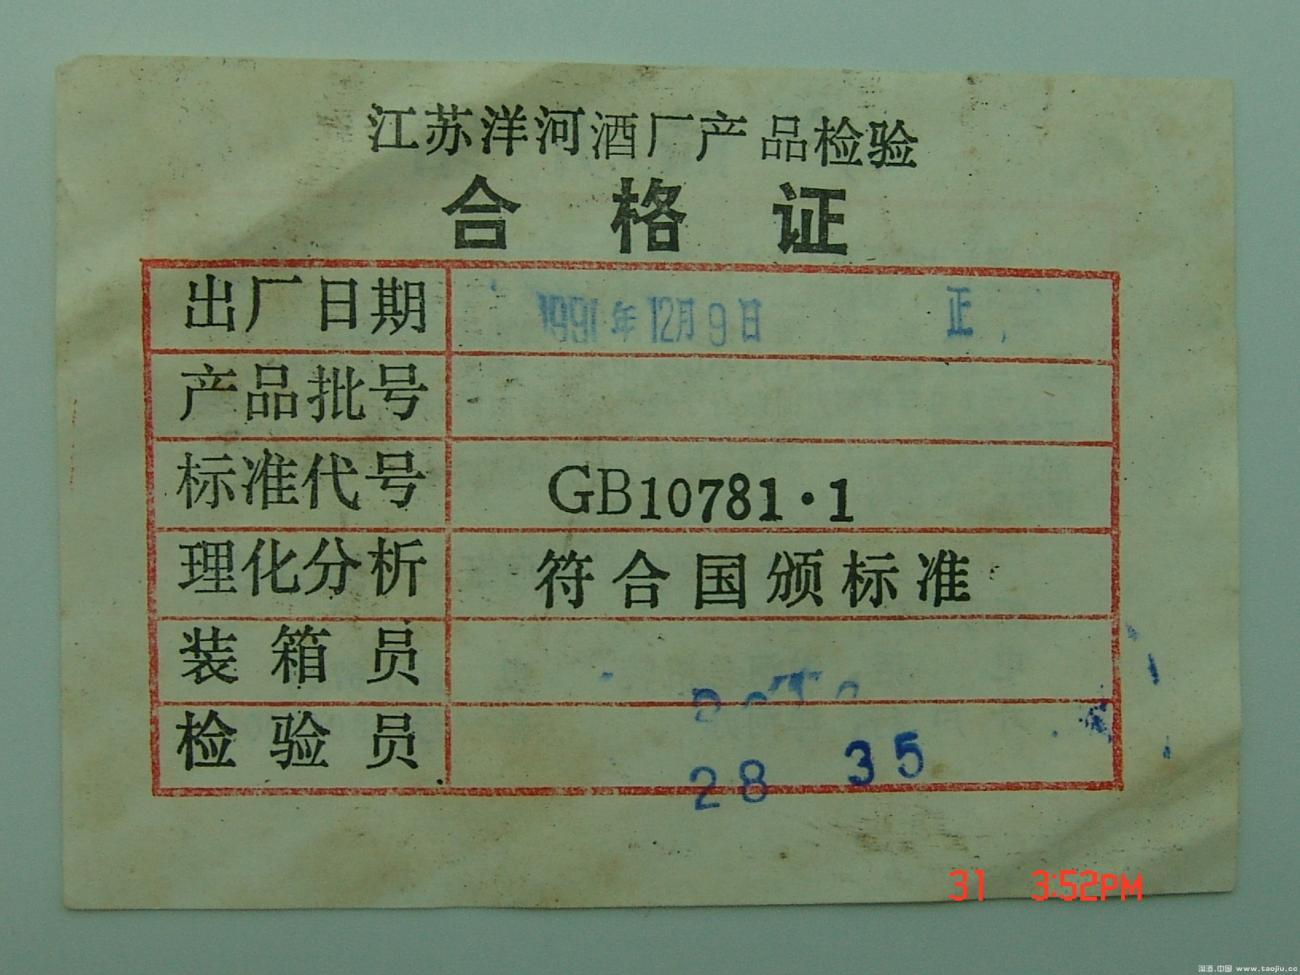 江苏洋河酒厂产品检验
合格证
出厂日期 1991年12月9日 正
产品批号
标准代号 GB10781·1
理化分析 符合国颁标准
装箱员
检验员 28 35
31 3:52PM
www.taojiu.cc